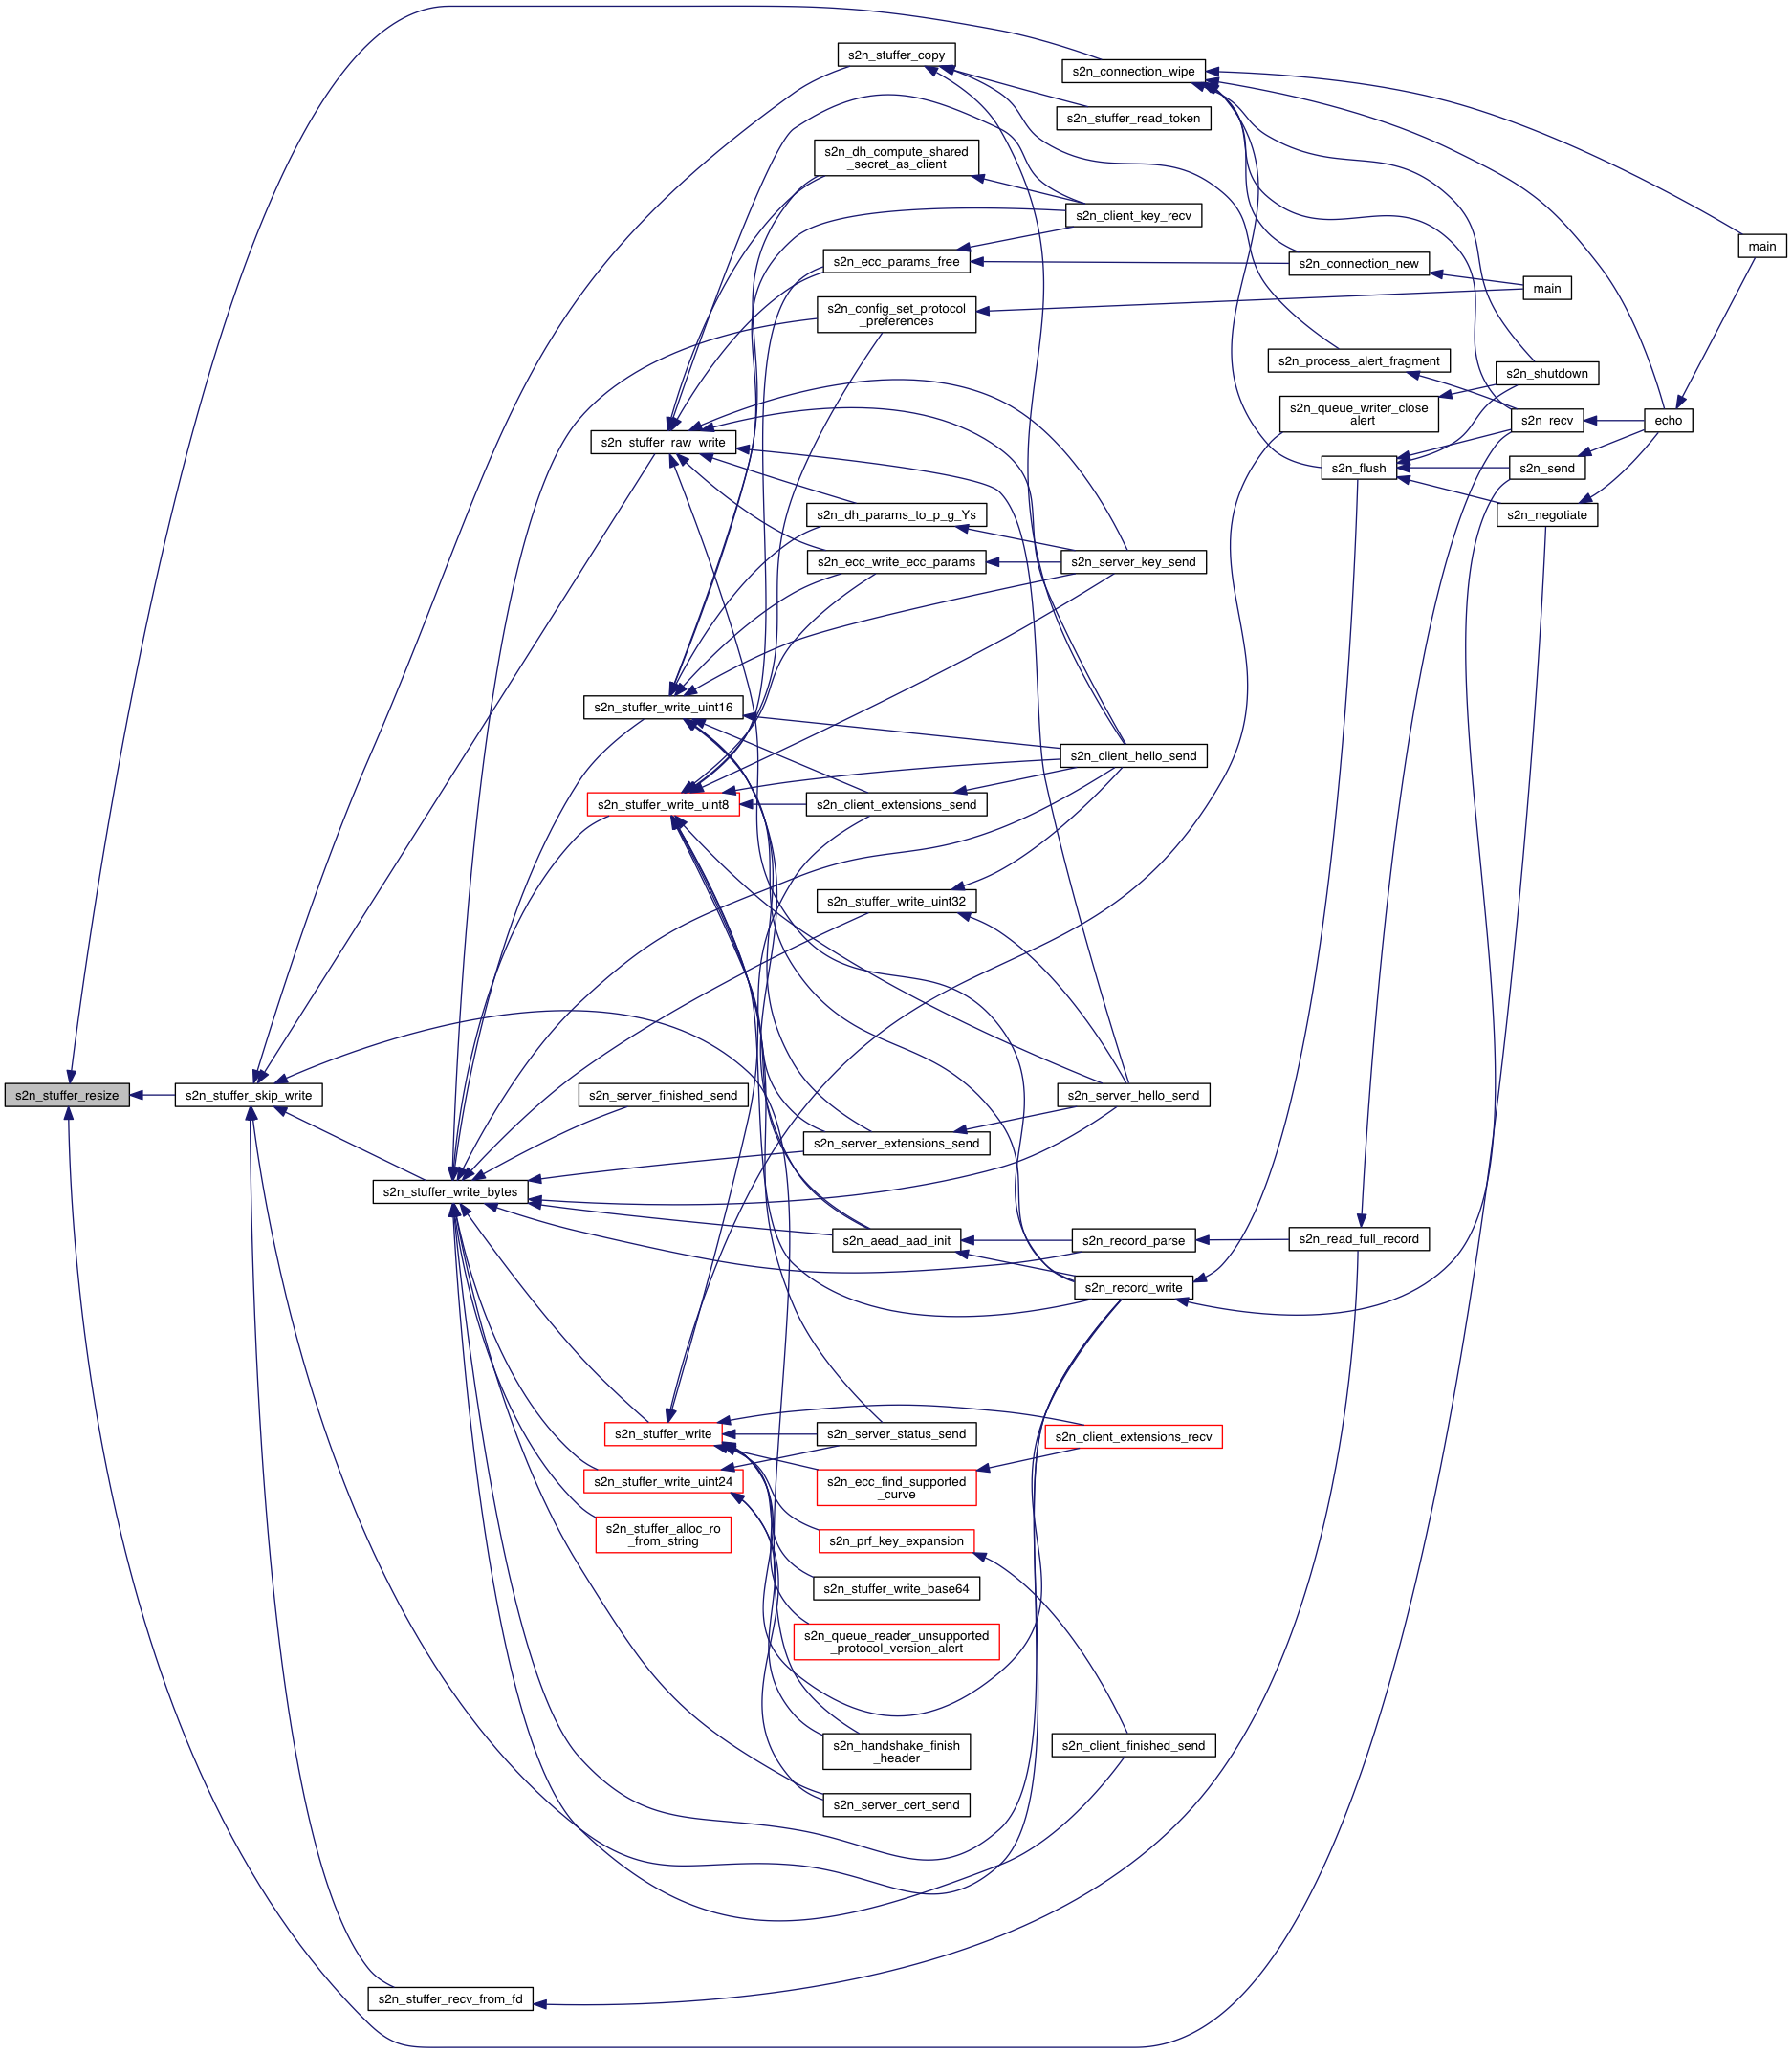 s2n_stuffer_resize
s2n_stuffer_skip_write
s2n_stuffer_write_bytes
s2n_stuffer_recv_from_fd
s2n_stuffer_raw_write
s2n_stuffer_write_uint16
s2n_stuffer_write_uint8
s2n_server_finished_send
s2n_stuffer_write
s2n_stuffer_write_uint24
s2n_stuffer_alloc_ro
_from_string
s2n_stuffer_copy
s2n_dh_compute_shared
_secret_as_client
s2n_ecc_params_free
s2n_config_set_protocol
_preferences
s2n_dh_params_to_p_g_Ys
s2n_ecc_write_ecc_params
s2n_client_extensions_send
s2n_stuffer_write_uint32
s2n_server_extensions_send
s2n_aead_aad_init
s2n_server_status_send
s2n_ecc_find_supported
_curve
s2n_prf_key_expansion
s2n_stuffer_write_base64
s2n_queue_reader_unsupported
_protocol_version_alert
s2n_handshake_finish
_header
s2n_server_cert_send
s2n_connection_wipe
s2n_stuffer_read_token
s2n_client_key_recv
s2n_server_key_send
s2n_client_hello_send
s2n_server_hello_send
s2n_record_parse
s2n_record_write
s2n_client_extensions_recv
s2n_client_finished_send
s2n_connection_new
s2n_process_alert_fragment
s2n_queue_writer_close
_alert
s2n_flush
s2n_read_full_record
main
s2n_shutdown
s2n_recv
s2n_send
s2n_negotiate
main
echo